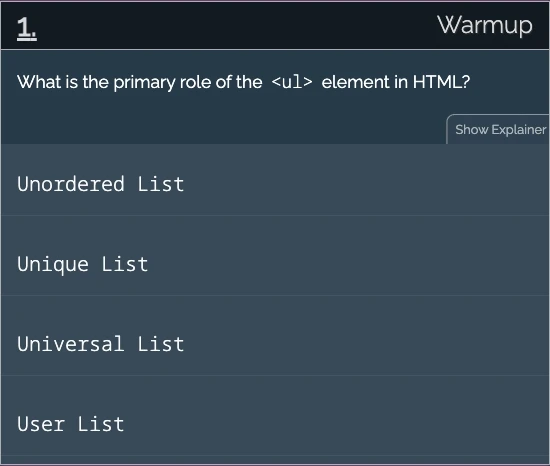 1. Warmup
What is the primary role of the <ul> element in HTML?
Show Explainer
Unordered List
Unique List
Universal List
User List